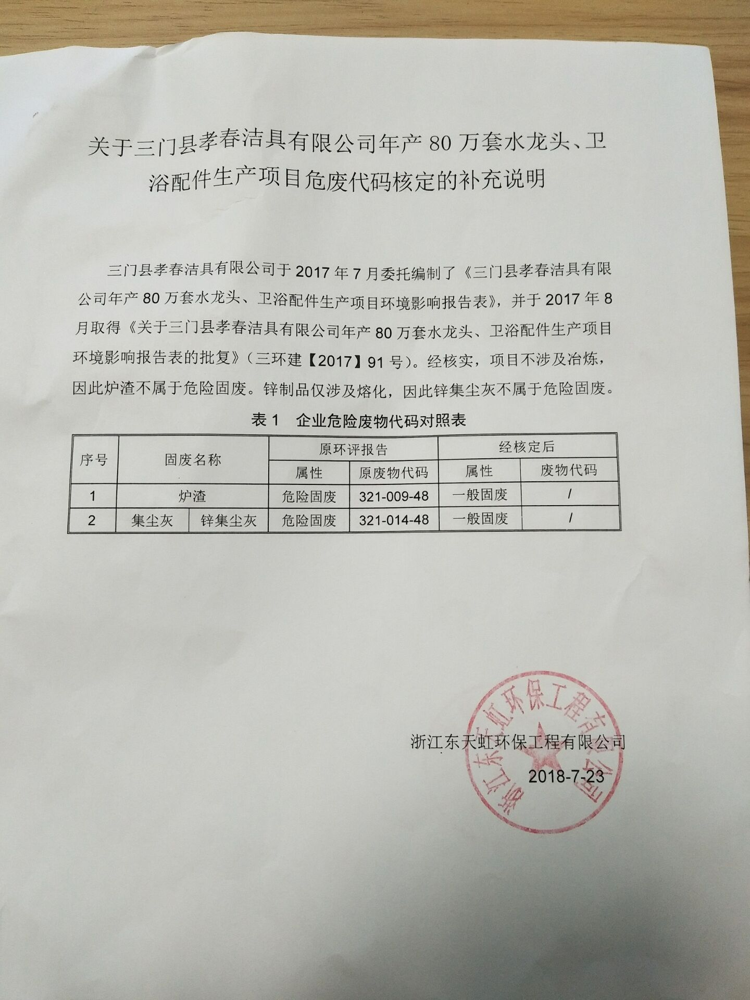 关于三门县孝春洁具有限公司年产 80 万套水龙头、卫
浴配件生产项目危废代码核定的补充说明
三门县孝春洁具有限公司于 2017 年 7 月委托编制了《三门县孝春洁具有限
公司年产 80 万套水龙头、卫浴配件生产项目环境影响报告表》，并于 2017 年 8
月取得《关于三门县孝春洁具有限公司年产 80 万套水龙头、卫浴配件生产项目
环境影响报告表的批复》（三环建【2017】91 号）。经核实，项目不涉及冶炼，
因此炉渣不属于危险固废。锌制品仅涉及熔化，因此锌集尘灰不属于危险固废。
表 1 企业危险废物代码对照表
序号 固废名称 原环评报告 经核定后
属性 原废物代码 属性 废物代码
1 炉渣 危险固废 321-009-48 一般固废 /
2 集尘灰 锌集尘灰 危险固废 321-014-48 一般固废 /
浙江东天虹环保工程有限公司
浙江东天虹环保工程有限公司
2018-7-23